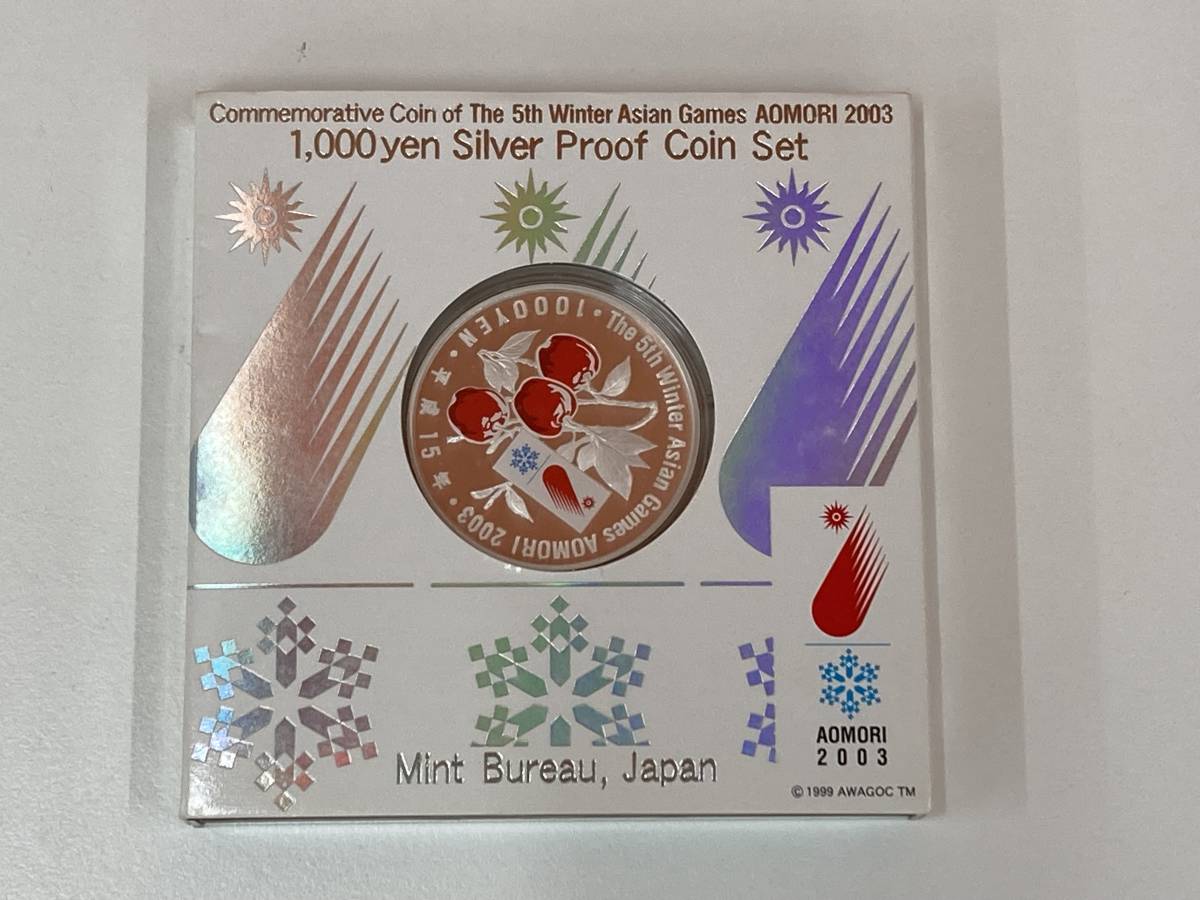 Commemorative Coin of The 5th Winter Asian Games AOMORI 2003
1,000yen Silver Proof Coin Set
The 5th Winter Asian Games AOMORI 2003・平成15年・1000YEN・
AOMORI
2003
Mint Bureau, Japan
© 1999 AWAGOC TM